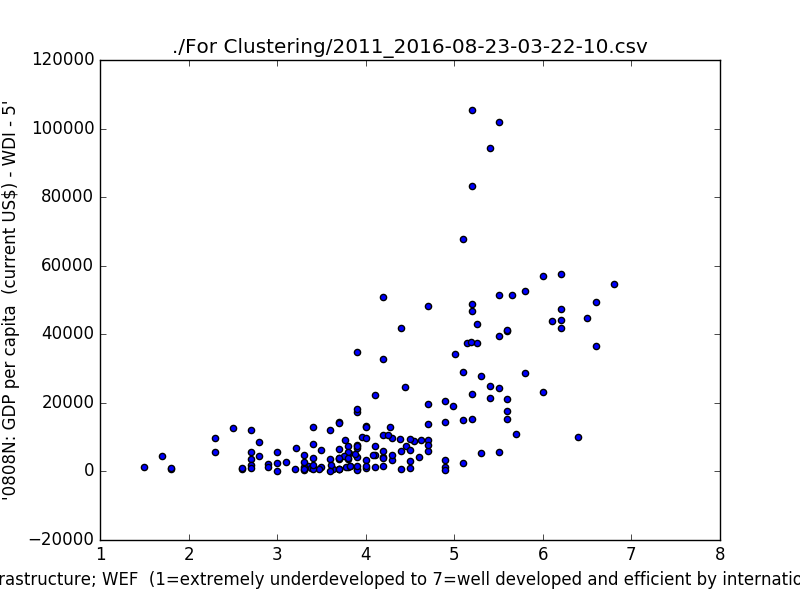 ./For Clustering/2011_2016-08-23-03-22-10.csv
120000
100000
80000
60000
40000
20000
0
−20000
'0808N: GDP per capita  (current US$) - WDI - 5'
1 2 3 4 5 6 7 8
rastructure; WEF  (1=extremely underdeveloped to 7=well developed and efficient by internatio